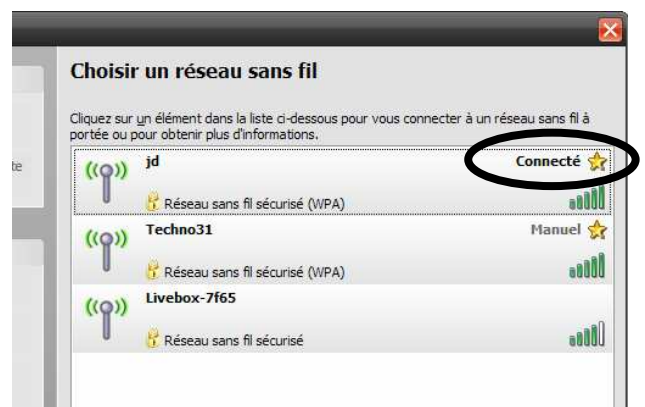 Choisir un réseau sans fil
Cliquez sur un élément dans la liste ci-dessous pour vous connecter à un réseau sans fil à
portée ou pour obtenir plus d'informations.
te
jd Connecté
Réseau sans fil sécurisé (WPA)
Techno31 Manuel
Réseau sans fil sécurisé (WPA)
Livebox-7f65
Réseau sans fil sécurisé